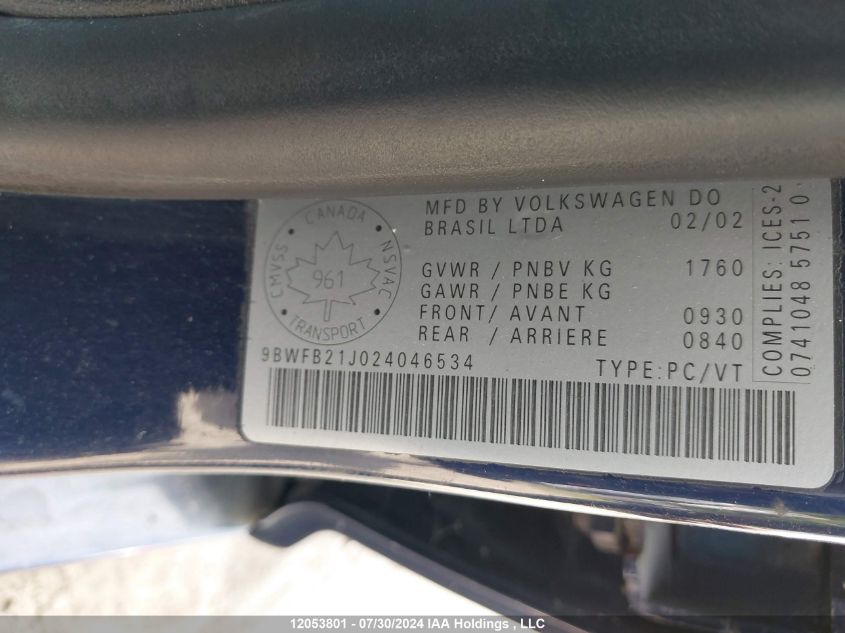 MFD BY VOLKSWAGEN DO
BRASIL LTDA 02/02
CANADA
CMVSS
NSVAC
961
TRANSPORT
GVWR / PNBV KG 1760
GAWR / PNBE KG
FRONT/ AVANT 0930
REAR / ARRIERE 0840
9BWFB21J024046534 TYPE:PC/VT
COMPLIES: ICES-2
0741048 5751 0
12053801 - 07/30/2024 IAA Holdings, LLC